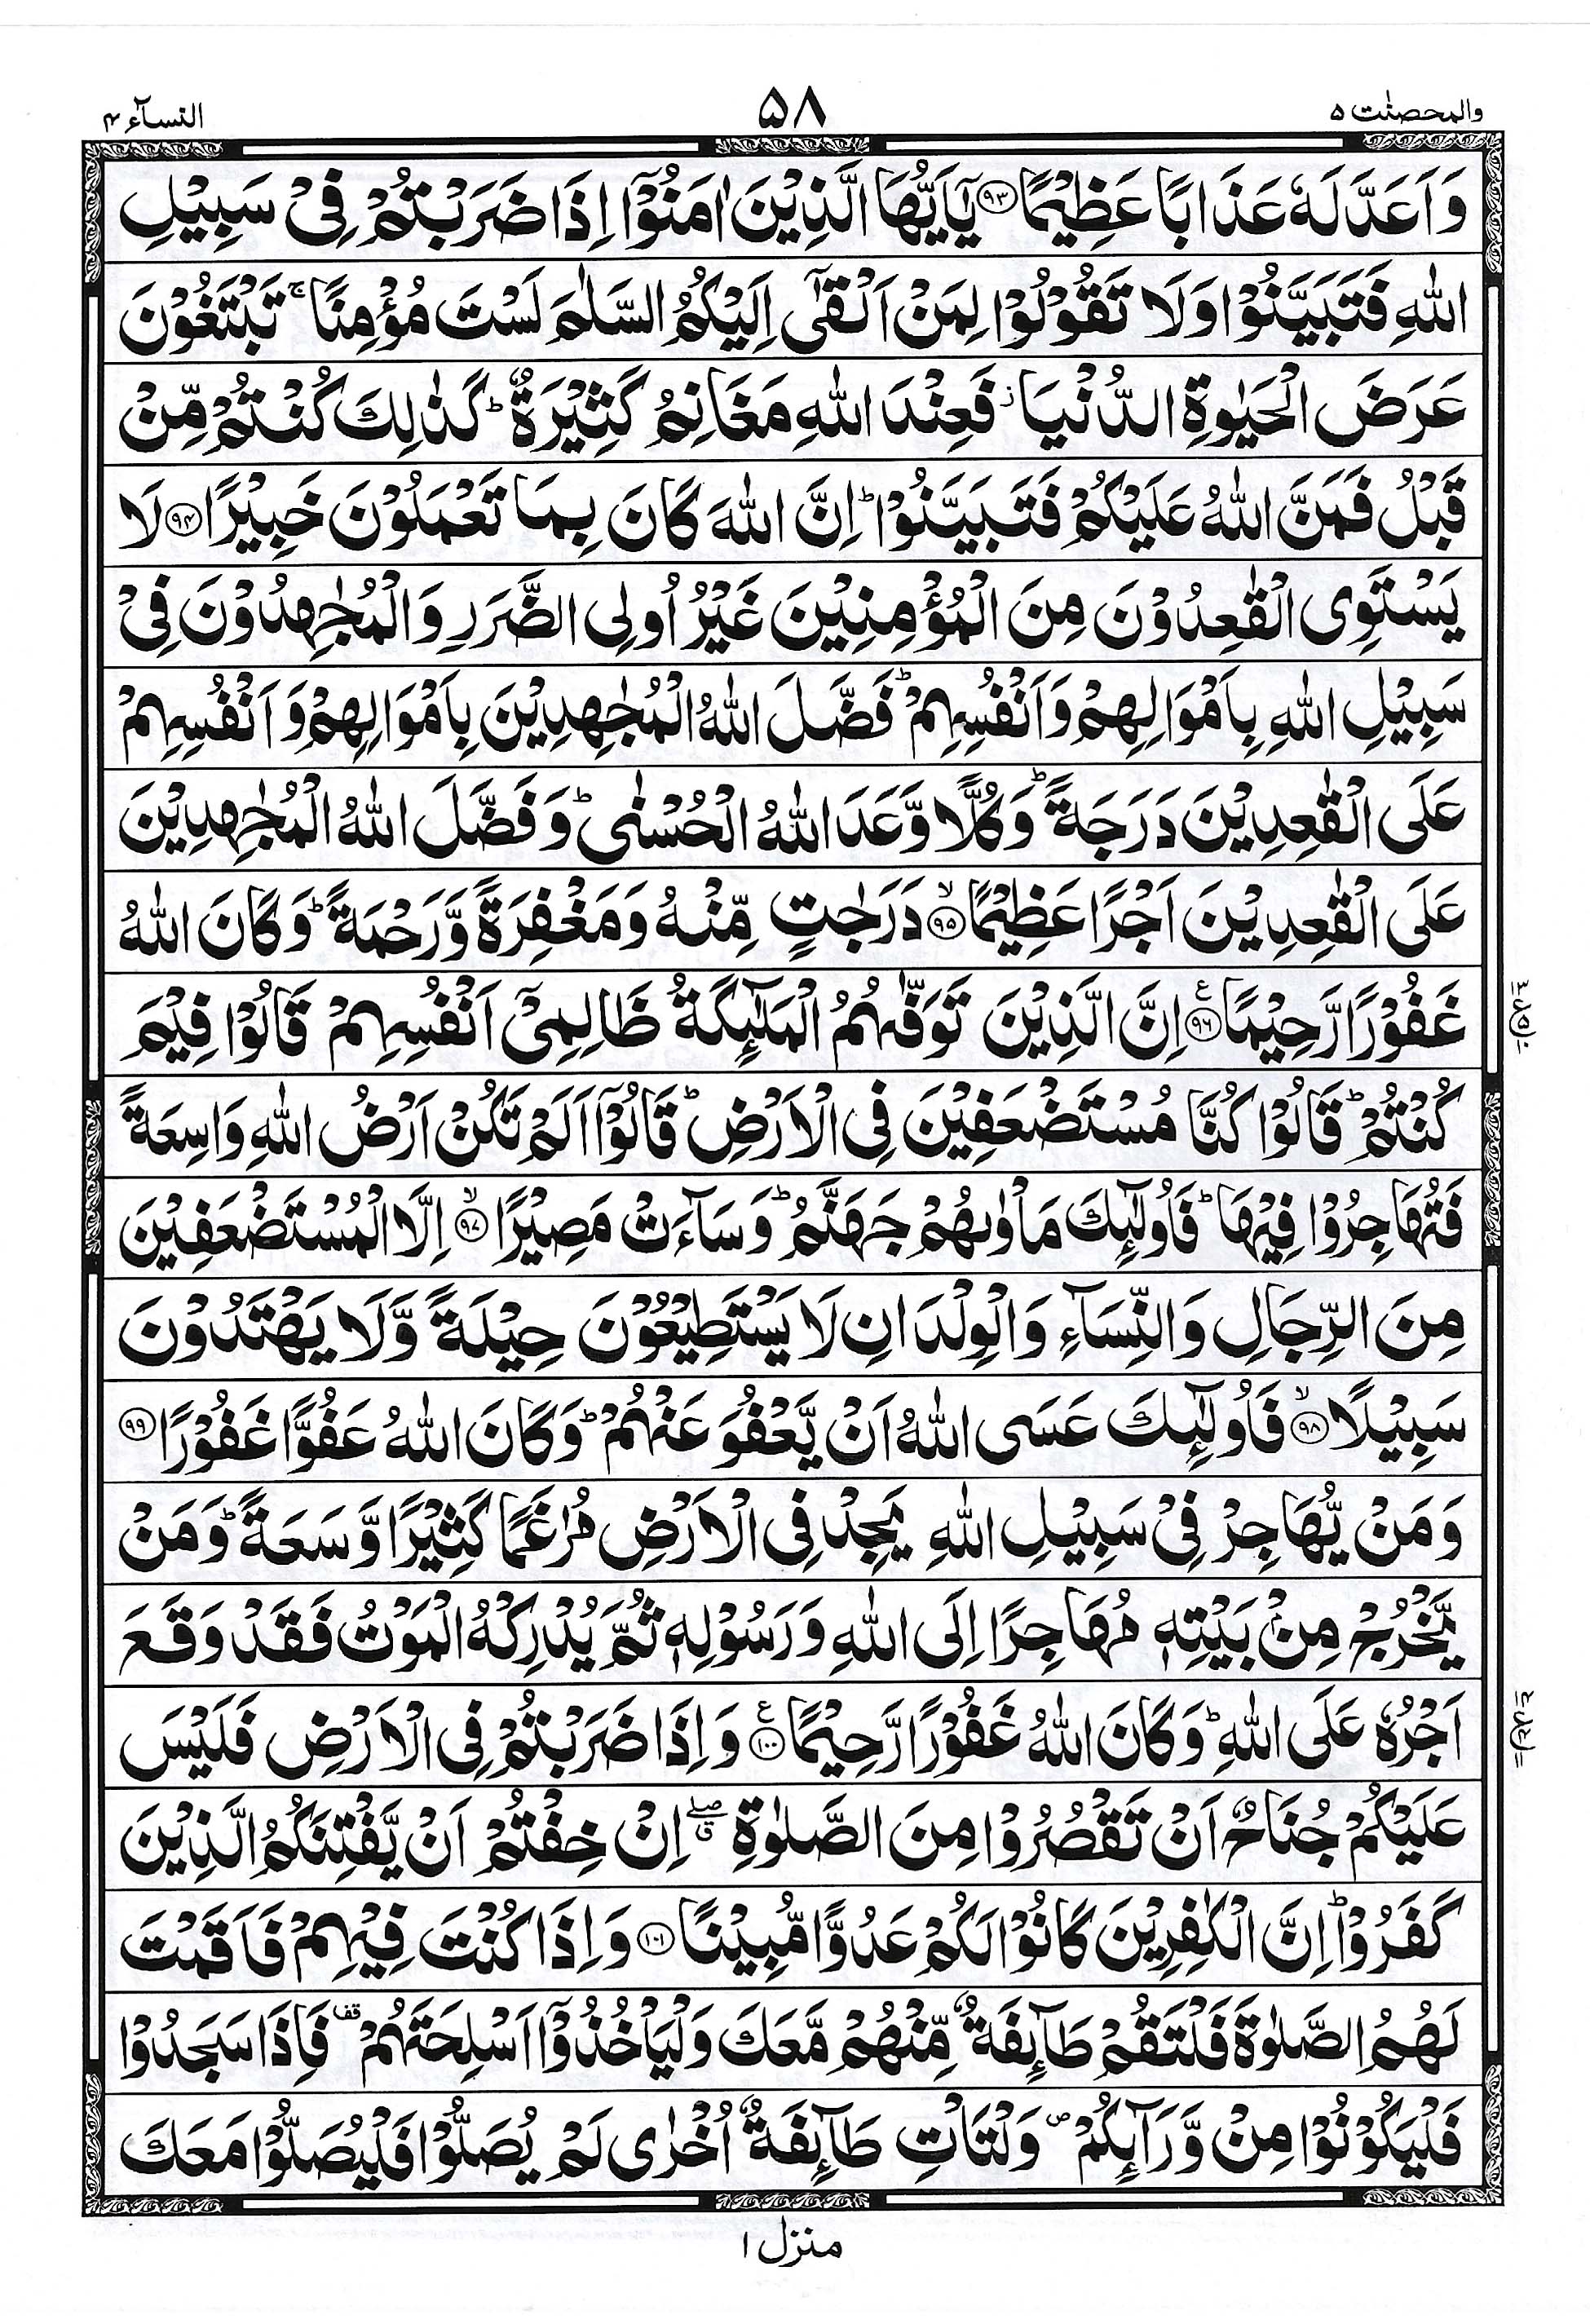 والمحصنٰت ۵
۵۸
النسآء ۴
وَاَعَدَّ لَهٗ عَذَابًا عَظِيْمًا ۹۳ يٰۤاَيُّهَا الَّذِيْنَ اٰمَنُوْۤا اِذَا ضَرَبْتُمْ فِيْ سَبِيْلِ
اللّٰهِ فَتَبَيَّنُوْا وَلَا تَقُوْلُوْا لِمَنْ اَلْقٰۤى اِلَيْكُمُ السَّلٰمَ لَسْتَ مُؤْمِنًا ۚ تَبْتَغُوْنَ
عَرَضَ الْحَيٰوةِ الدُّنْيَا ز فَعِنْدَ اللّٰهِ مَغَانِمُ كَثِيْرَةٌ ؕ كَذٰلِكَ كُنْتُمْ مِّنْ
قَبْلُ فَمَنَّ اللّٰهُ عَلَيْكُمْ فَتَبَيَّنُوْا ؕ اِنَّ اللّٰهَ كَانَ بِمَا تَعْمَلُوْنَ خَبِيْرًا ۹۴ لَا
يَسْتَوِى الْقٰعِدُوْنَ مِنَ الْمُؤْمِنِيْنَ غَيْرُ اُولِى الضَّرَرِ وَالْمُجٰهِدُوْنَ فِيْ
سَبِيْلِ اللّٰهِ بِاَمْوَالِهِمْ وَاَنْفُسِهِمْ ؕ فَضَّلَ اللّٰهُ الْمُجٰهِدِيْنَ بِاَمْوَالِهِمْ وَاَنْفُسِهِمْ
عَلَى الْقٰعِدِيْنَ دَرَجَةً ؕ وَكُلًّا وَّعَدَ اللّٰهُ الْحُسْنٰى ؕ وَفَضَّلَ اللّٰهُ الْمُجٰهِدِيْنَ
عَلَى الْقٰعِدِيْنَ اَجْرًا عَظِيْمًا ۙ ۹۵ دَرَجٰتٍ مِّنْهُ وَمَغْفِرَةً وَّرَحْمَةً ؕ وَكَانَ اللّٰهُ
غَفُوْرًا رَّحِيْمًا ع ۹۶ اِنَّ الَّذِيْنَ تَوَفّٰىهُمُ الْمَلٰٓئِكَةُ ظَالِمِيْۤ اَنْفُسِهِمْ قَالُوْا فِيْمَ
كُنْتُمْ ؕ قَالُوْا كُنَّا مُسْتَضْعَفِيْنَ فِى الْاَرْضِ ؕ قَالُوْۤا اَلَمْ تَكُنْ اَرْضُ اللّٰهِ وَاسِعَةً
فَتُهَاجِرُوْا فِيْهَا ؕ فَاُولٰٓئِكَ مَاْوٰىهُمْ جَهَنَّمُ ؕ وَسَآءَتْ مَصِيْرًا ۙ ۹۷ اِلَّا الْمُسْتَضْعَفِيْنَ
مِنَ الرِّجَالِ وَالنِّسَآءِ وَالْوِلْدَانِ لَا يَسْتَطِيْعُوْنَ حِيْلَةً وَّلَا يَهْتَدُوْنَ
سَبِيْلًا ۙ ۹۸ فَاُولٰٓئِكَ عَسَى اللّٰهُ اَنْ يَّعْفُوَ عَنْهُمْ ؕ وَكَانَ اللّٰهُ عَفُوًّا غَفُوْرًا ۹۹
وَمَنْ يُّهَاجِرْ فِيْ سَبِيْلِ اللّٰهِ يَجِدْ فِى الْاَرْضِ مُرٰغَمًا كَثِيْرًا وَّسَعَةً ؕ وَمَنْ
يَّخْرُجْ مِنْۢ بَيْتِهٖ مُهَاجِرًا اِلَى اللّٰهِ وَرَسُوْلِهٖ ثُمَّ يُدْرِكْهُ الْمَوْتُ فَقَدْ وَقَعَ
اَجْرُهٗ عَلَى اللّٰهِ ؕ وَكَانَ اللّٰهُ غَفُوْرًا رَّحِيْمًا ع ۱۰۰ وَاِذَا ضَرَبْتُمْ فِى الْاَرْضِ فَلَيْسَ
عَلَيْكُمْ جُنَاحٌ اَنْ تَقْصُرُوْا مِنَ الصَّلٰوةِ ۖق اِنْ خِفْتُمْ اَنْ يَّفْتِنَكُمُ الَّذِيْنَ
كَفَرُوْا ؕ اِنَّ الْكٰفِرِيْنَ كَانُوْا لَكُمْ عَدُوًّا مُّبِيْنًا ۱۰۱ وَاِذَا كُنْتَ فِيْهِمْ فَاَقَمْتَ
لَهُمُ الصَّلٰوةَ فَلْتَقُمْ طَآئِفَةٌ مِّنْهُمْ مَّعَكَ وَلْيَاْخُذُوْۤا اَسْلِحَتَهُمْ قف فَاِذَا سَجَدُوْا
فَلْيَكُوْنُوْا مِنْ وَّرَآئِكُمْ ص وَلْتَاْتِ طَآئِفَةٌ اُخْرٰى لَمْ يُصَلُّوْا فَلْيُصَلُّوْا مَعَكَ
منزل ۱